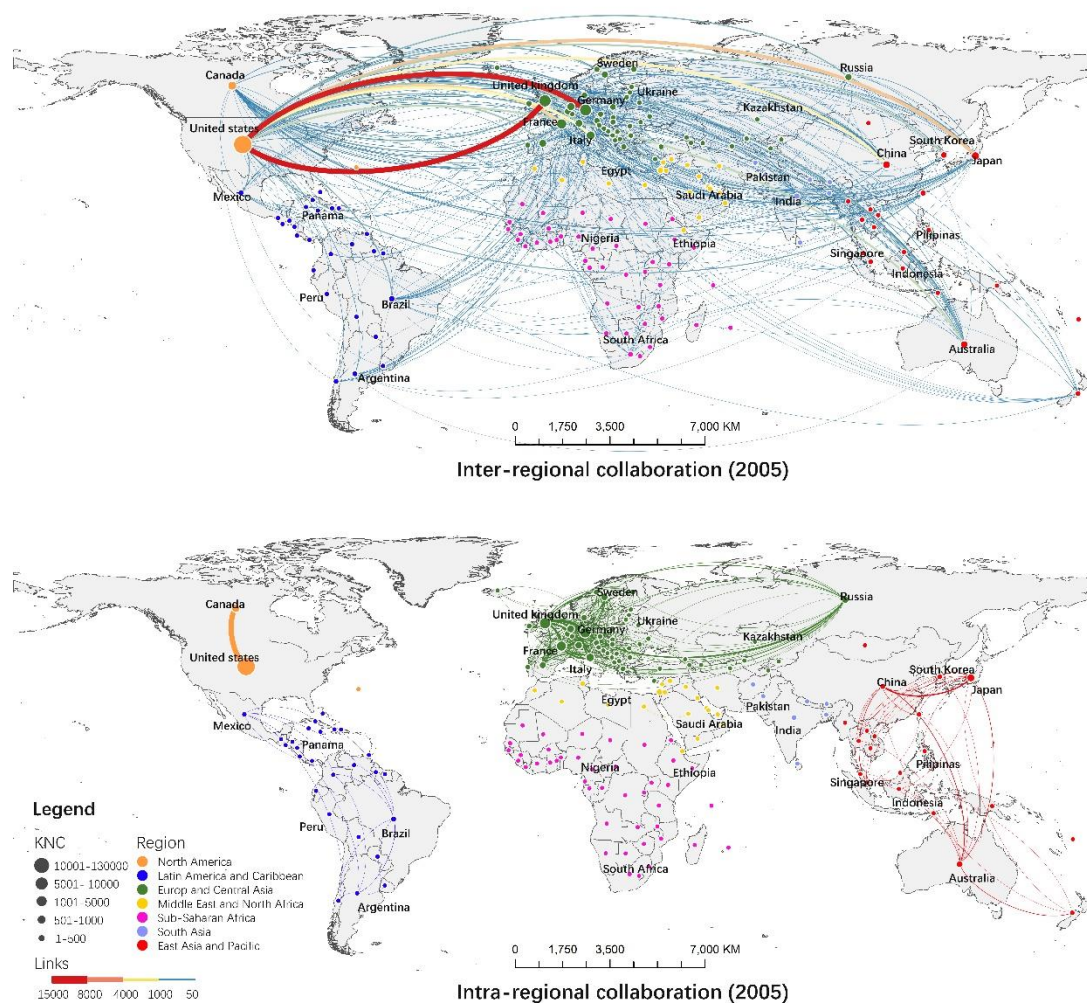 Canada
United states
Mexico
Panama
Peru
Brazil
Argentina
United kingdom
Sweden
Germany
Ukraine
France
Italy
Russia
Kazakhstan
China
South Korea
Japan
Egypt
Saudi Arabia
Pakistan
India
Nigeria
Ethiopia
Pilipinas
Singapore
Indonesia
South Africa
Australia
0 1,750 3,500 7,000 KM
Inter-regional collaboration (2005)
Canada
United states
Mexico
Panama
Peru
Brazil
Argentina
United kingdom
Sweden
Germany
Ukraine
France
Italy
Russia
Kazakhstan
China
South Korea
Japan
Egypt
Saudi Arabia
Pakistan
India
Nigeria
Ethiopia
Pilipinas
Singapore
Indonesia
South Africa
Australia
Legend
KNC
10001-130000
5001- 10000
1001-5000
501-1000
1-500
Region
North America
Latin America and Caribbean
Europ and Central Asia
Middle East and North Africa
Sub-Saharan Africa
South Asia
East Asia and Pacific
Links
15000 8000 4000 1000 50
0 1,750 3,500 7,000 KM
Intra-regional collaboration (2005)